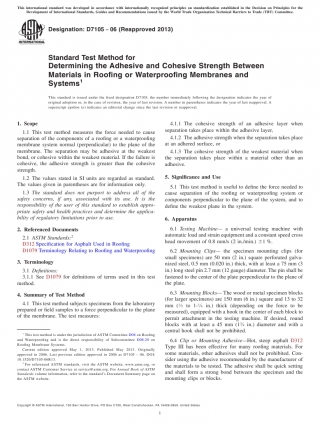 This international standard was developed in accordance with internationally recognized principles on standardization established in the Decision on Principles for the
Development of International Standards, Guides and Recommendations issued by the World Trade Organization Technical Barriers to Trade (TBT) Committee.
Designation: D7105 − 06 (Reapproved 2013)
Standard Test Method for
Determining the Adhesive and Cohesive Strength Between
Materials in Roofing or Waterproofing Membranes and
Systems1
This standard is issued under the fixed designation D7105; the number immediately following the designation indicates the year of
original adoption or, in the case of revision, the year of last revision. A number in parentheses indicates the year of last reapproval. A
superscript epsilon (ε) indicates an editorial change since the last revision or reapproval.
1. Scope
1.1 This test method measures the force needed to cause
separation of the components of a roofing or a waterproofing
membrane system normal (perpendicular) to the plane of the
membrane. The separation may be at the weakest
bond, or cohesive within the weakest material. If the failure is
cohesive, the adhesive strength is greater than the cohesive
strength.
1.2 The values stated in SI units are regarded as standard.
The values given in parentheses are for information only.
1.3 This standard does not purport to address all of the
safety concerns, if any, associated with its use. It is the
responsibility of the user of this standard to establish appro-
priate safety and health practices and determine the applica-
bility of regulatory limitations prior to use.
2. Referenced Documents
2.1 ASTM Standards:2
D312 Specification for Asphalt Used in Roofing
D1079 Terminology Relating to Roofing and Waterproofing
3. Terminology
3.1 Definitions:
3.1.1 See D1079 for definitions of terms used in this test
method.
4. Summary of Test Method
4.1 This test method subjects specimens from the laboratory
prepared or field samples to a force perpendicular to the plane
of the membrane. The test measures:
1 This test method is under the jurisdiction of ASTM Committee D08 on Roofing
and Waterproofing and is the direct responsibility of Subcommittee D08.20 on
Roofing Membrane Systems.
Current edition approved May 1, 2013. Published May 2013. Originally
approved in 2006. Last previous edition approved in 2006 as D7105 – 06.
2 For referenced ASTM standards, visit the ASTM website, www.astm.org, or
contact ASTM Customer Service at service@astm.org. For Annual Book of ASTM
Standards volume information, refer to the standard's Document Summary page on
the ASTM website.
4.1.1 The cohesive strength of an adhesive layer when
separation takes place within the adhesive layer,
4.1.2 The adhesive strength when the separation takes place
at an adhered surface, or
4.1.3 The cohesive strength of the weakest material when
the separation takes place within a material other than an
adhesive.
5. Significance and Use
5.1 This test method is useful to define the force needed to
cause separation of the roofing or waterproofing system or
components perpendicular to the plane of the system, and to
define the weakest plane in the system.
6. Apparatus
6.1 Testing Machine— a universal testing machine with
automatic load and strain equipment and a constant speed cross
head movement of 0.8 mm/s (2 in./min.) ±1 %.
6.2 Mounting Clips— the specimen mounting clips (for
small specimens) are 50 mm (2 in.) square perforated galva-
nized steel, 0.5 mm (0.020 in.) thick, with at least a 75 mm (3
in.) long steel pin 2.7 mm (12 gauge) diameter. The pin shall be
fastened to the center of the plate perpendicular to the plane of
the plate.
6.3 Mounting Blocks— The wood or metal specimen blocks
(for larger specimens) are 150 mm (6 in.) square and 13 to 32
mm (½ to 1¼ in.) thick (depending on the force to be
measured), equipped with a hook in the center of each block to
permit attachment in the testing machine. If desired, round
blocks with at least a 45 mm (1¾ in.) diameter and with a
central hook shall not be prohibited.
6.4 Clip or Mounting Adhesive—Hot, steep asphalt D312
Type III has been effective for many roofing materials. For
some materials, other adhesives shall not be prohibited. Con-
sider using the adhesive recommended by the manufacturer of
the materials to be tested. The adhesive shall be quick setting
and shall form a strong bond between the specimen and the
mounting clips or blocks.
Copyright © ASTM International, 100 Barr Harbor Drive, PO Box C700, West Conshohocken, PA 19428-2959. United States
1